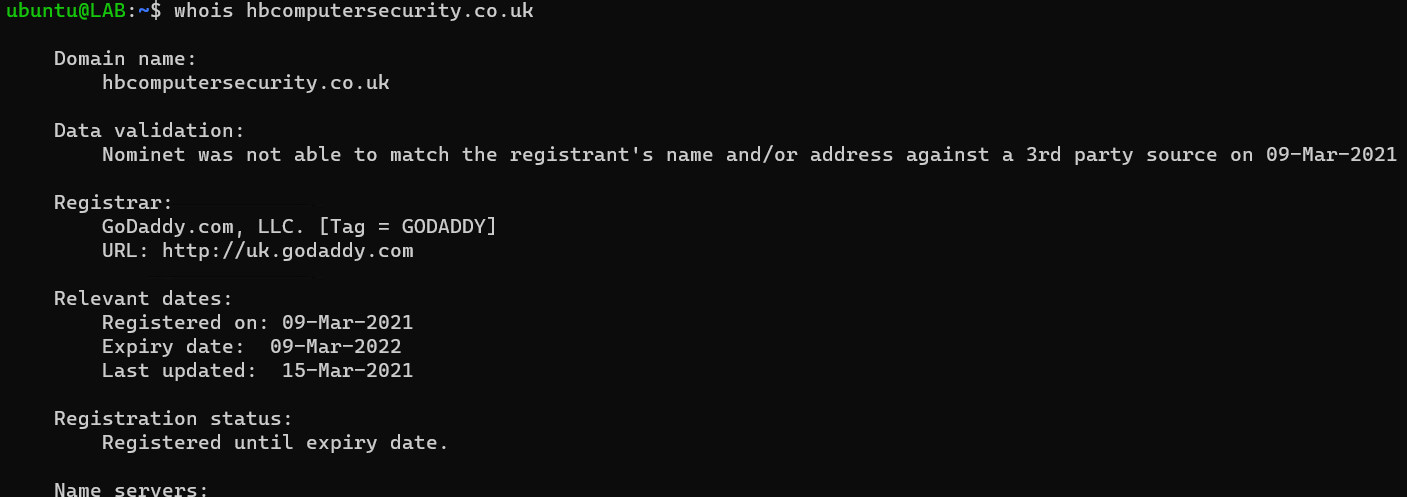 ubuntu@LAB:~$ whois hbcomputersecurity.co.uk
Domain name:
hbcomputersecurity.co.uk
Data validation:
Nominet was not able to match the registrant's name and/or address against a 3rd party source on 09-Mar-2021
Registrar:
GoDaddy.com, LLC. [Tag = GODADDY]
URL: http://uk.godaddy.com
Relevant dates:
Registered on: 09-Mar-2021
Expiry date:  09-Mar-2022
Last updated:  15-Mar-2021
Registration status:
Registered until expiry date.
Name servers: